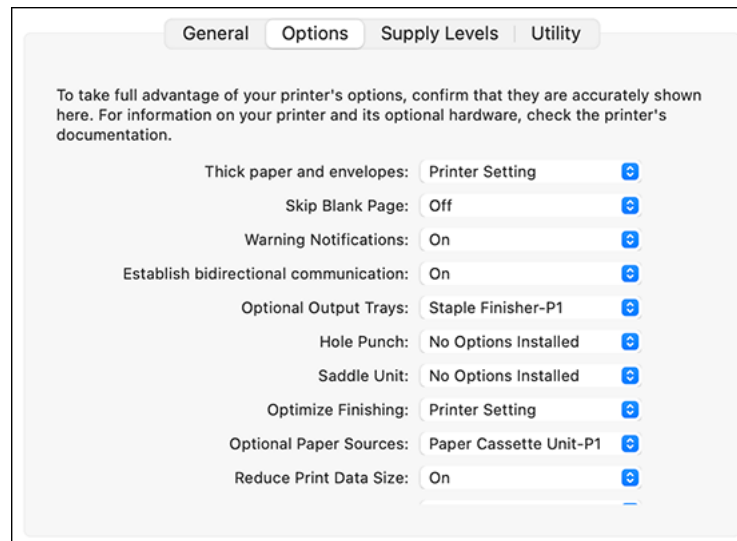 General Options Supply Levels Utility
To take full advantage of your printer's options, confirm that they are accurately shown
here. For information on your printer and its optional hardware, check the printer's
documentation.
Thick paper and envelopes: Printer Setting
Skip Blank Page: Off
Warning Notifications: On
Establish bidirectional communication: On
Optional Output Trays: Staple Finisher-P1
Hole Punch: No Options Installed
Saddle Unit: No Options Installed
Optimize Finishing: Printer Setting
Optional Paper Sources: Paper Cassette Unit-P1
Reduce Print Data Size: On